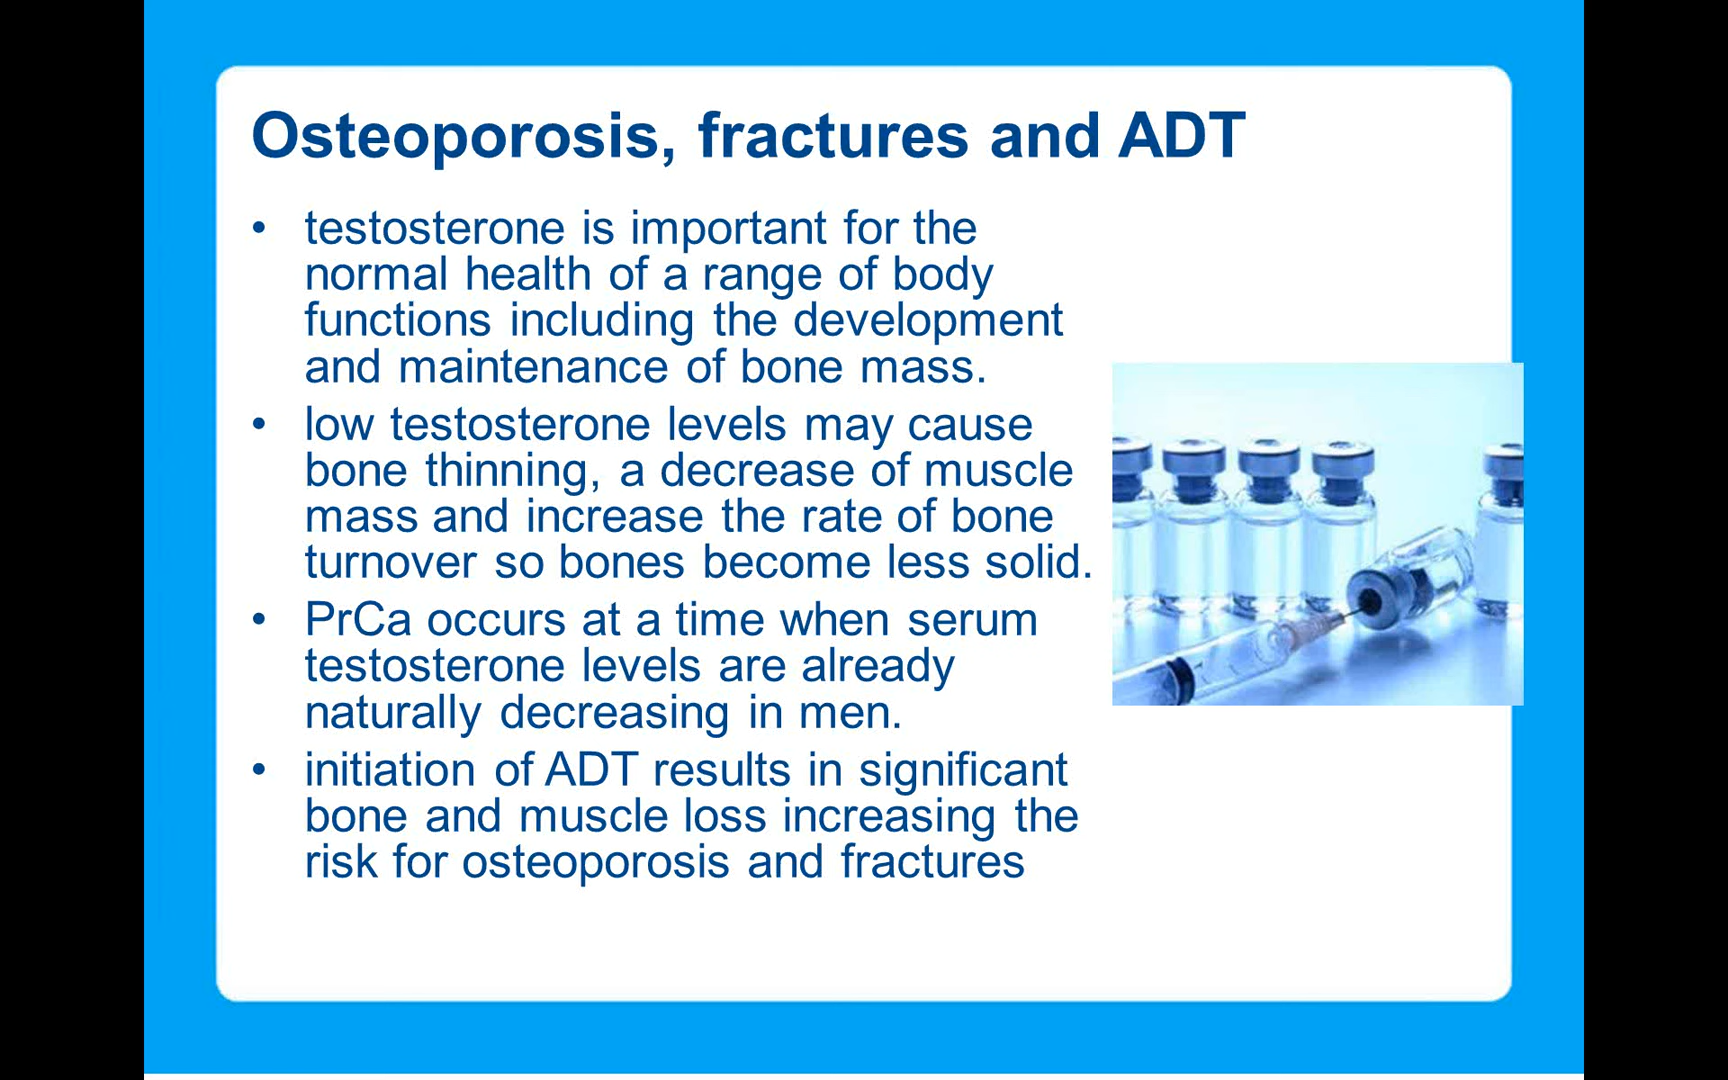 Osteoporosis, fractures and ADT
• testosterone is important for the
normal health of a range of body
functions including the development
and maintenance of bone mass.
• low testosterone levels may cause
bone thinning, a decrease of muscle
mass and increase the rate of bone
turnover so bones become less solid.
• PrCa occurs at a time when serum
testosterone levels are already
naturally decreasing in men.
• initiation of ADT results in significant
bone and muscle loss increasing the
risk for osteoporosis and fractures